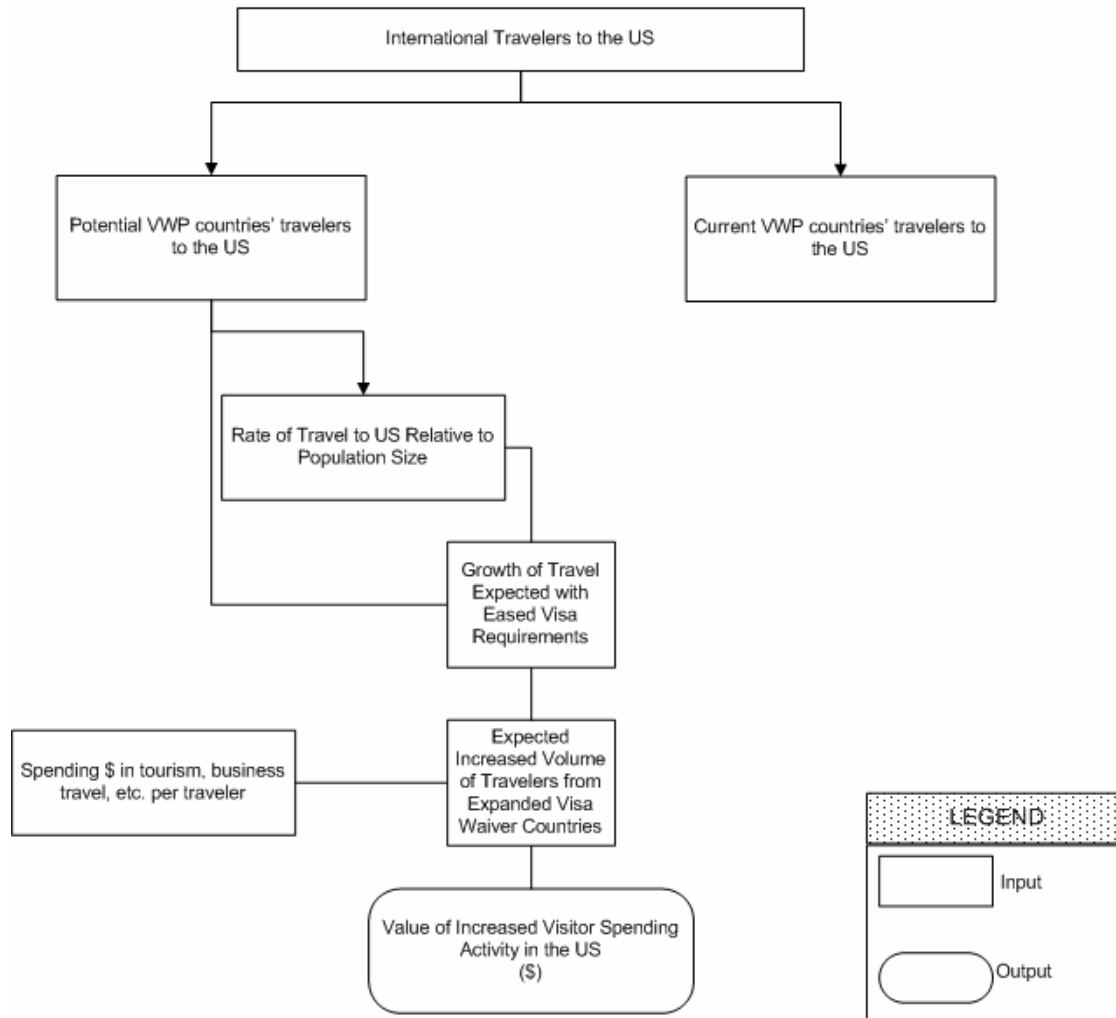 International Travelers to the US
Potential VWP countries' travelers
to the US
Current VWP countries' travelers to
the US
Rate of Travel to US Relative to
Population Size
Growth of Travel
Expected with
Eased Visa
Requirements
Expected
Increased Volume
of Travelers from
Expanded Visa
Waiver Countries
Spending $ in tourism, business
travel, etc. per traveler
Value of Increased Visitor Spending
Activity in the US
($)
LEGEND
Input
Output